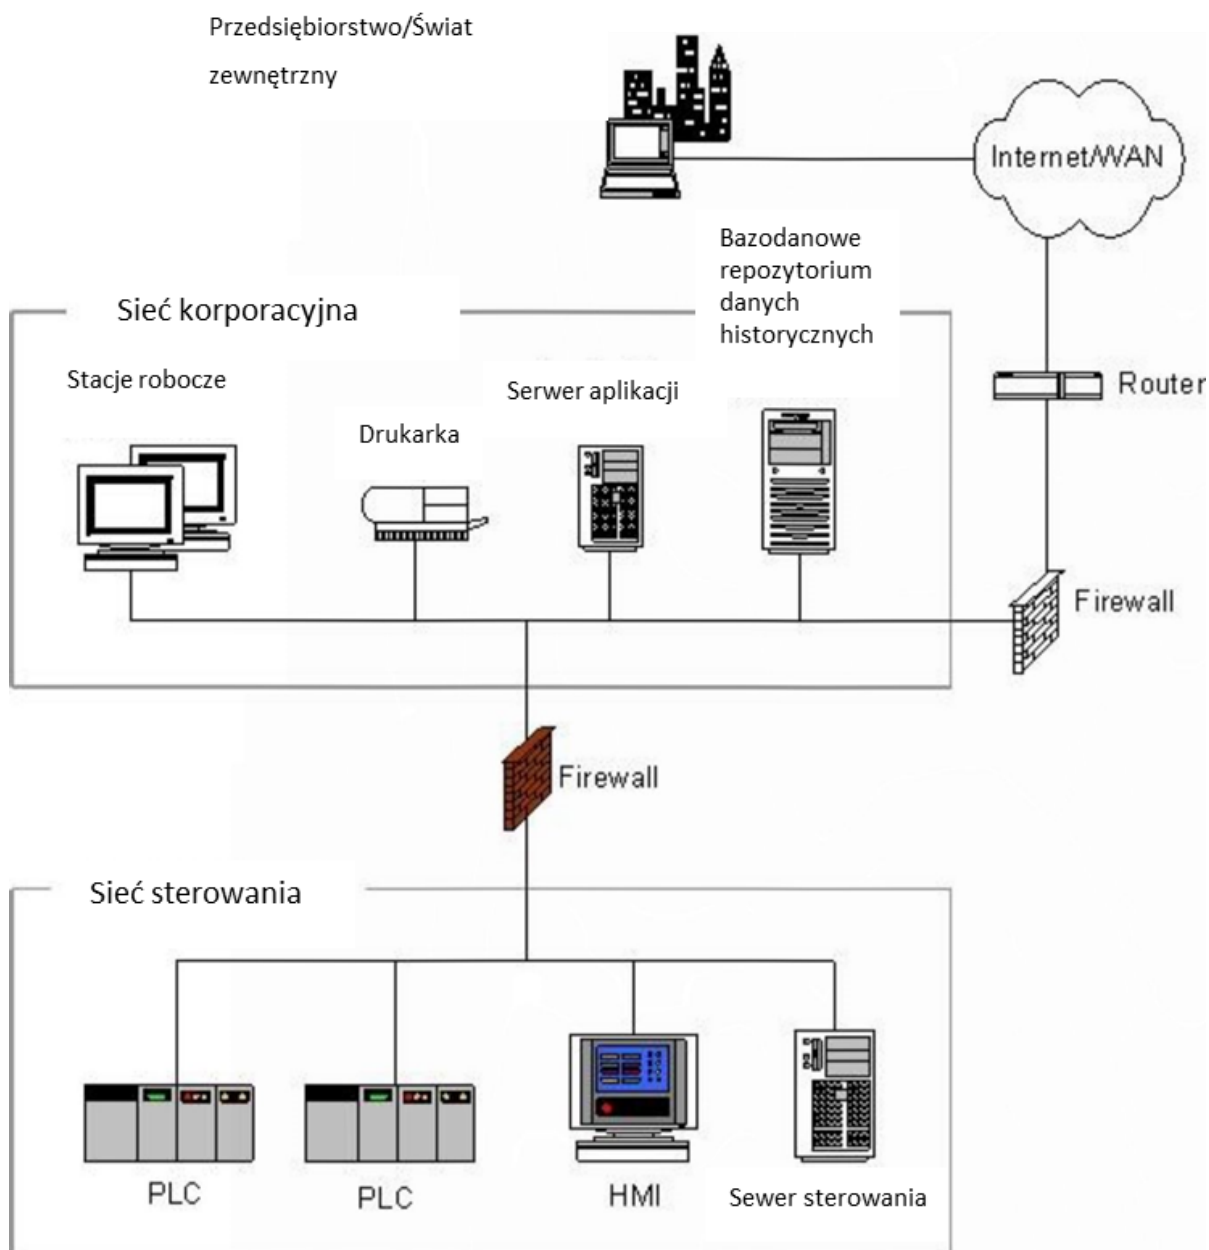 Przedsiębiorstwo/Świat
zewnętrzny
Internet/WAN
Bazodanowe
repozytorium
danych
historycznych
Sieć korporacyjna
Stacje robocze
Drukarka
Serwer aplikacji
Router
Firewall
Firewall
Sieć sterowania
PLC
PLC
HMI
Sewer sterowania